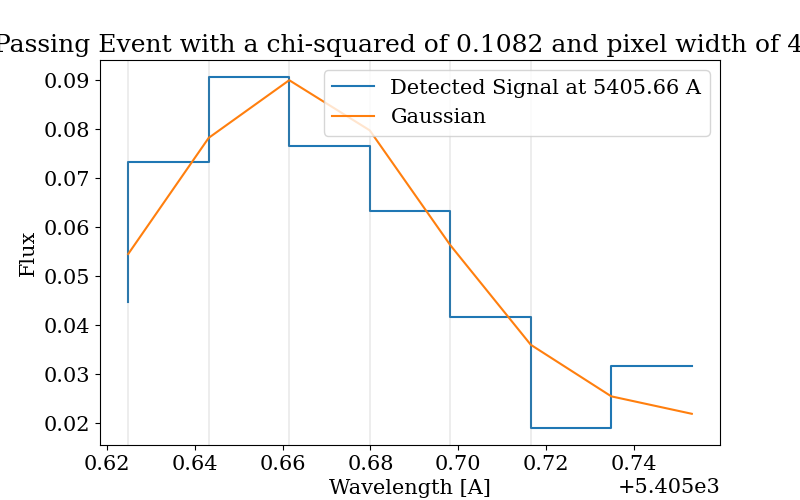 Passing Event with a chi-squared of 0.1082 and pixel width of 4
Detected Signal at 5405.66 A
Gaussian
Flux
0.09
0.08
0.07
0.06
0.05
0.04
0.03
0.02
0.62 0.64 0.66 0.68 0.70 0.72 0.74
Wavelength [A]
+5.405e3